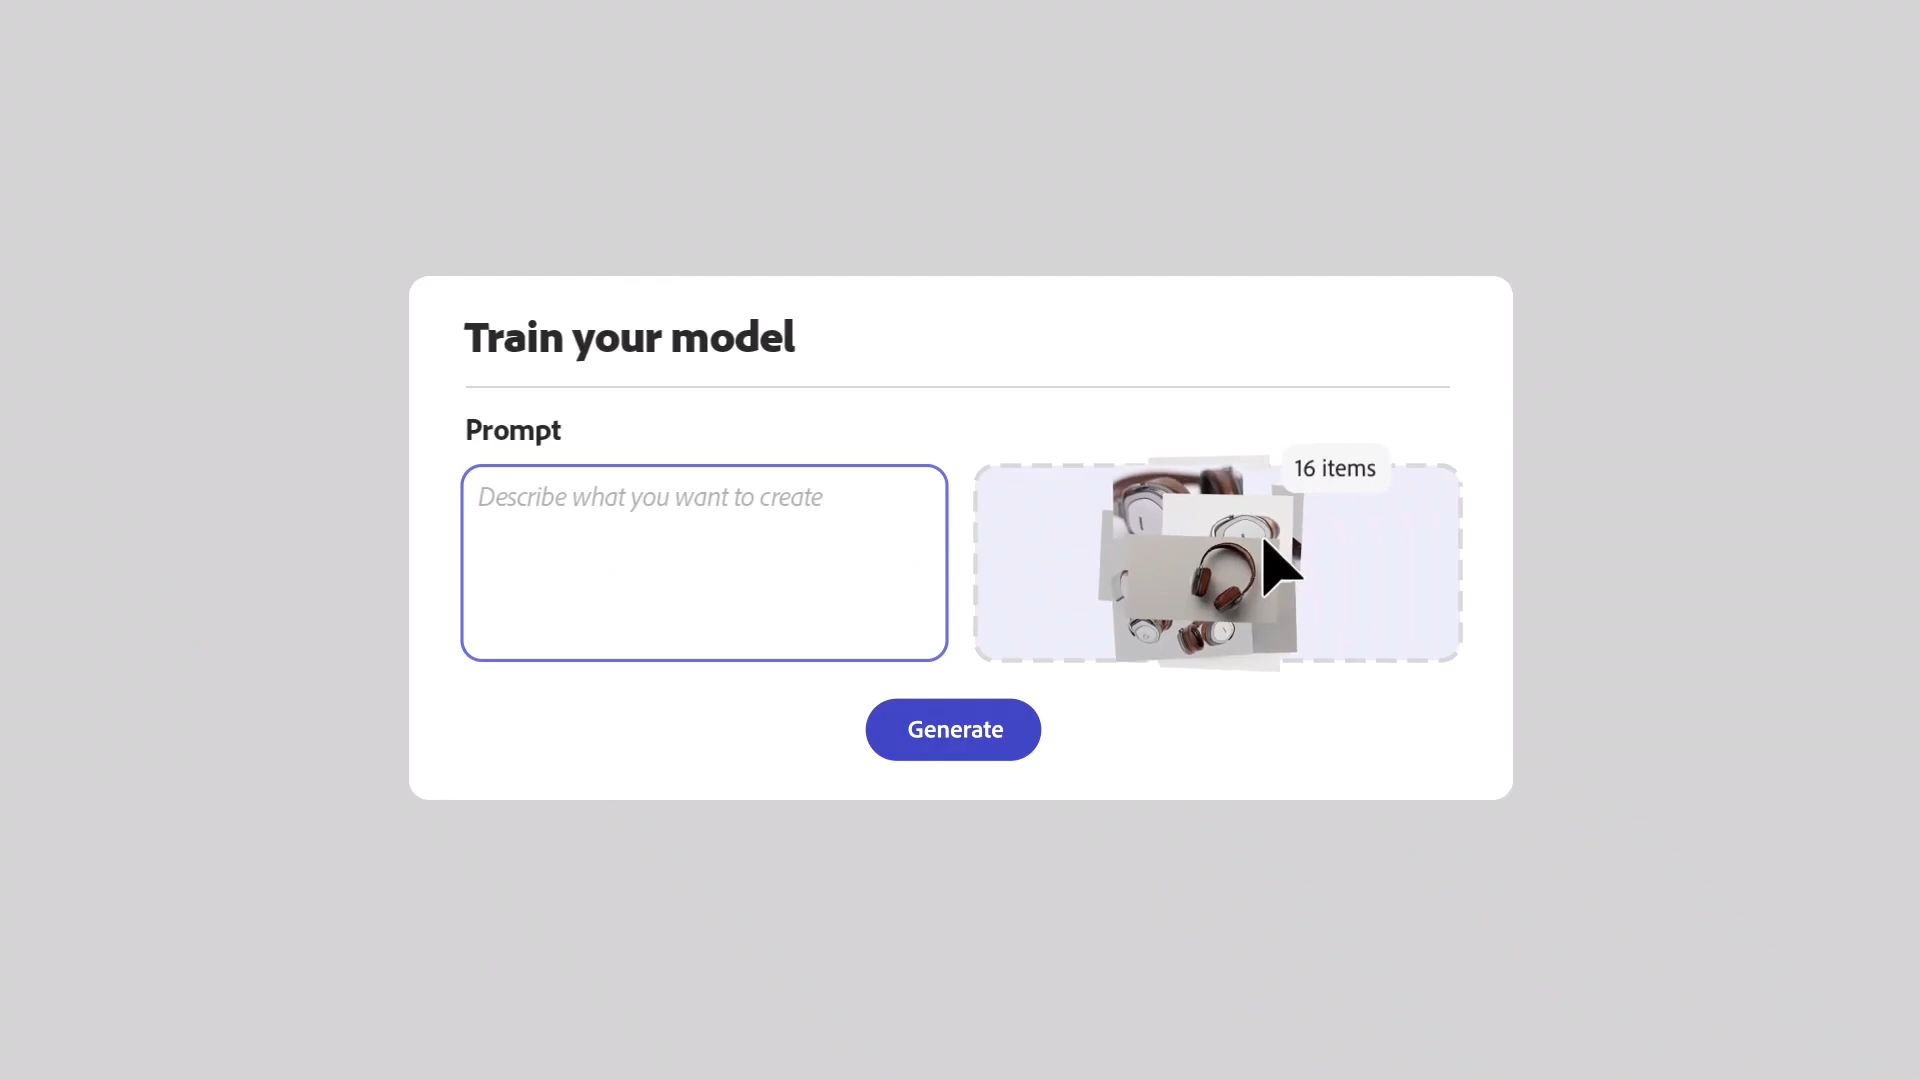 Train your model
Prompt
Describe what you want to create
16 items
Generate